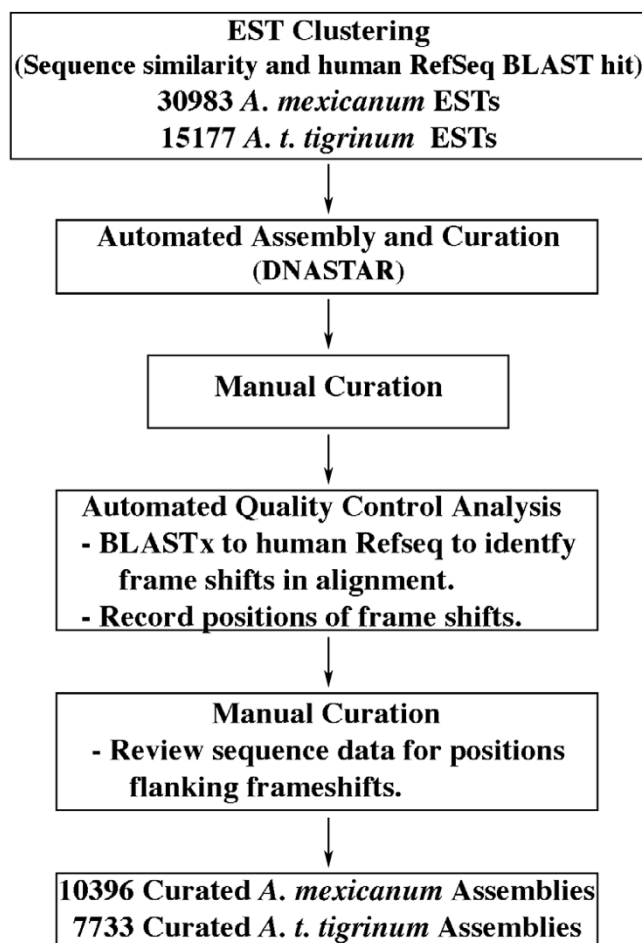 EST Clustering
(Sequence similarity and human RefSeq BLAST hit)
30983 A. mexicanum ESTs
15177 A. t. tigrinum ESTs
Automated Assembly and Curation
(DNASTAR)
Manual Curation
Automated Quality Control Analysis
- BLASTx to human Refseq to identfy
frame shifts in alignment.
- Record positions of frame shifts.
Manual Curation
- Review sequence data for positions
flanking frameshifts.
10396 Curated A. mexicanum Assemblies
7733 Curated A. t. tigrinum Assemblies